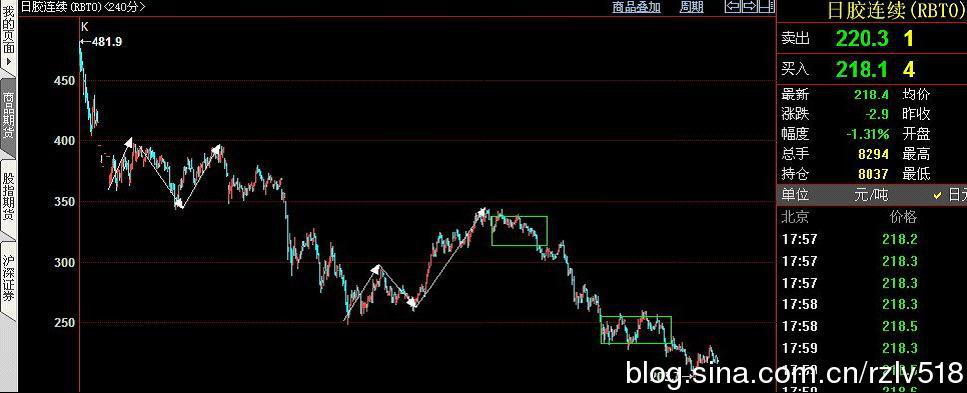 日胶连续(RBT0)<240分>
商品叠加 周期
日胶连续(RBT0)
我的页面
商品期货
股指期货
沪深证券
K
481.9
450
400
350
300
250
卖出 220.3 1
买入 218.1 4
最新 218.4 均价
涨跌 -2.9 昨收
幅度 -1.31% 开盘
总手 8294 最高
持仓 8037 最低
单位 元/吨 ✓ 日元
北京 价格
17:57 218.2
17:57 218.3
17:57 218.3
17:58 218.3
17:58 218.5
17:59 218.3
blog.sina.com.cn/rzlv518